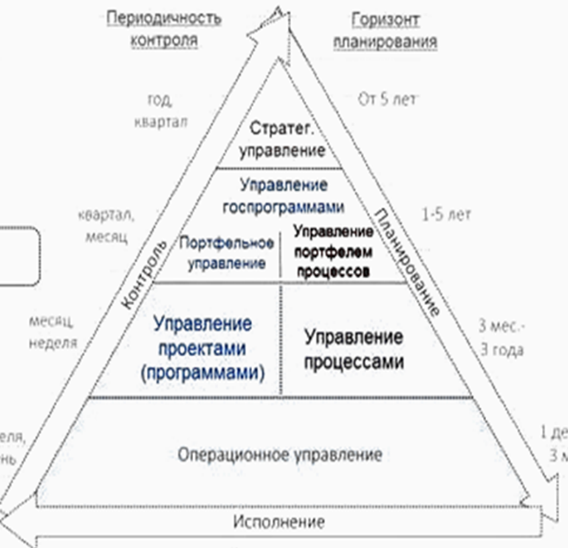 Периодичность
контроля
Горизонт
планирования
год,
квартал
От 5 лет
Стратег.
управление
Управление
госпрограммами
квартал,
месяц
1-5 лет
Портфельное
управление
Управление
портфелем
процессов
Контроль
Планирование
месяц,
неделя
3 мес.-
3 года
Управление
проектами
(программами)
Управление
процессами
Операционное управление
Исполнение